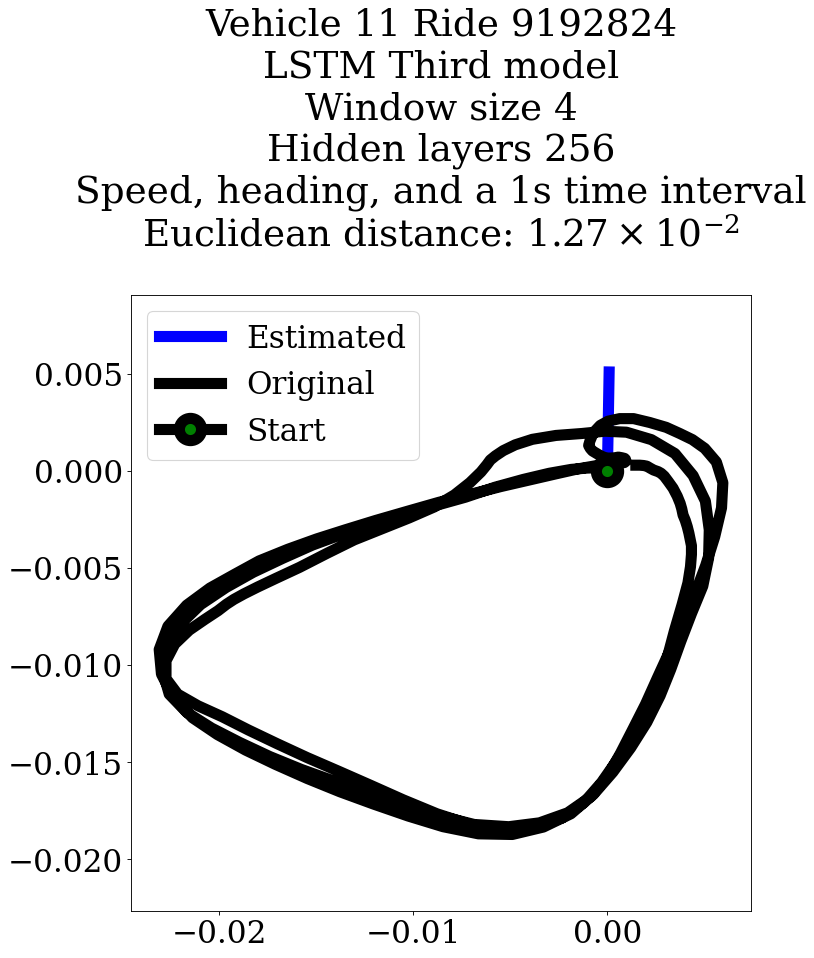 Vehicle 11 Ride 9192824
LSTM Third model
Window size 4
Hidden layers 256
Speed, heading, and a 1s time interval
Euclidean distance: 1.27 × 10⁻²
Estimated
Original
Start
0.005
0.000
−0.005
−0.010
−0.015
−0.020
−0.02 −0.01 0.00